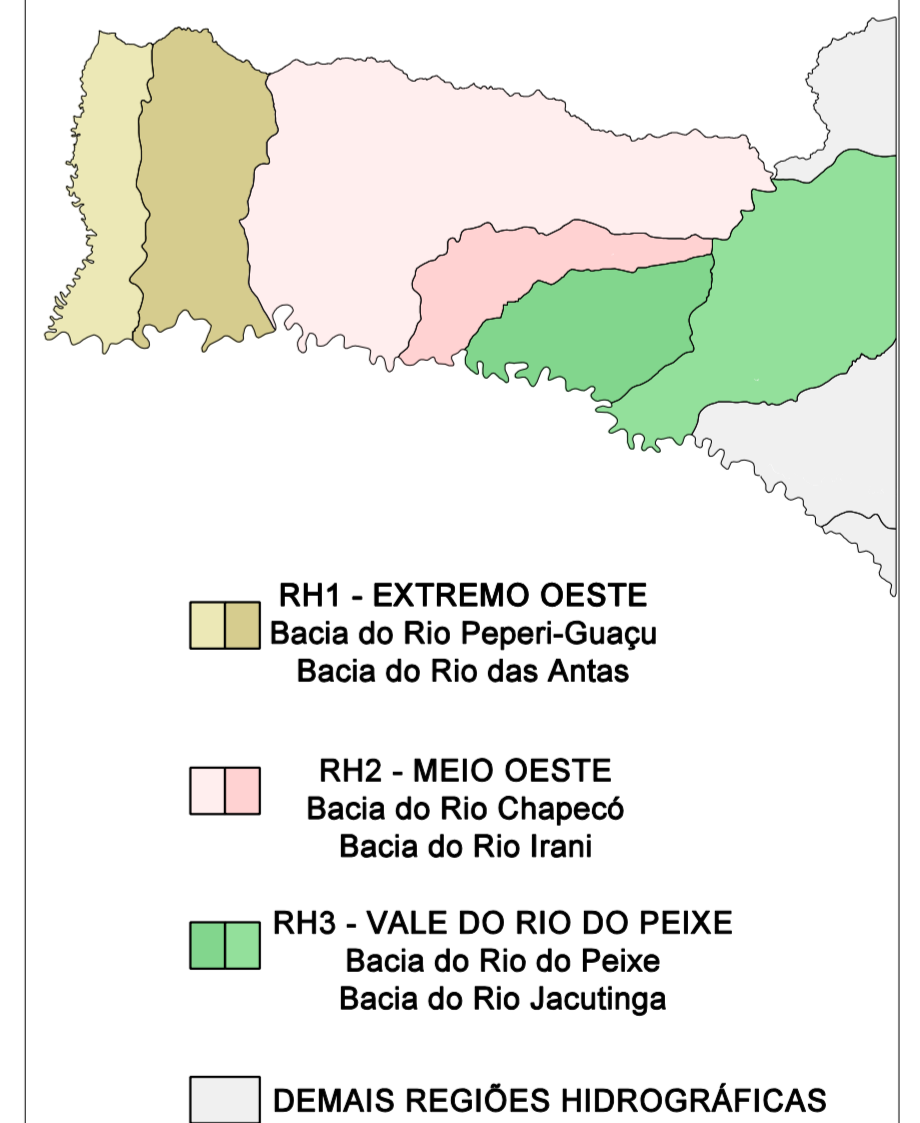 RH1 - EXTREMO OESTE
Bacia do Rio Peperi-Guaçu
Bacia do Rio das Antas
RH2 - MEIO OESTE
Bacia do Rio Chapecó
Bacia do Rio Irani
RH3 - VALE DO RIO DO PEIXE
Bacia do Rio do Peixe
Bacia do Rio Jacutinga
DEMAIS REGIÕES HIDROGRÁFICAS